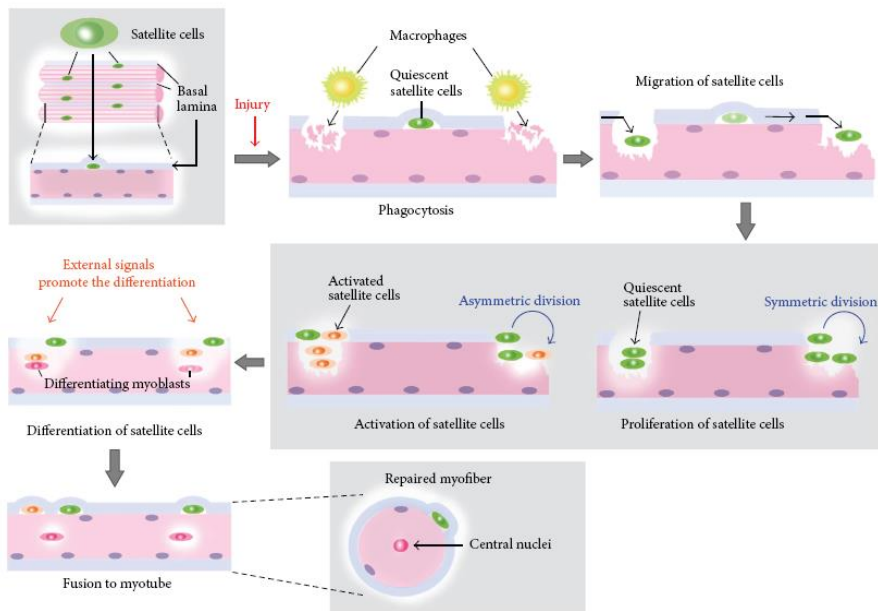 Satellite cells
Basal
lamina
Injury
Macrophages
Quiescent
satellite cells
Phagocytosis
Migration of satellite cells
External signals
promote the differentiation
Differentiating myoblasts
Differentiation of satellite cells
Activated
satellite cells
Asymmetric division
Activation of satellite cells
Quiescent
satellite cells
Symmetric division
Proliferation of satellite cells
Fusion to myotube
Repaired myofiber
Central nuclei